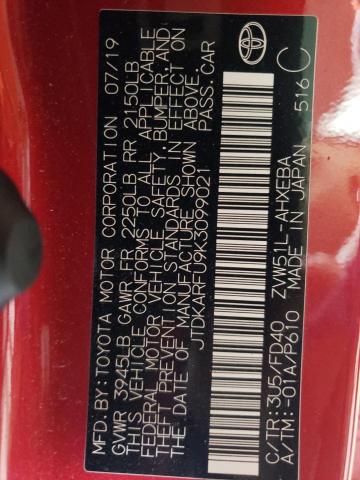 MFD. BY: TOYOTA MOTOR CORPORATION 07/19
GVWR 3945LB GAWR FR 2250LB RR 2150LB
THIS VEHICLE CONFORMS TO ALL APPLICABLE
FEDERAL MOTOR VEHICLE SAFETY, BUMPER, AND
THEFT PREVENTION STANDARDS IN EFFECT ON
THE DATE OF MANUFACTURE SHOWN ABOVE.
JTDKARFU9K3099021 PASS. CAR
C/TR: 3U5/FD40 ZVW51L-AHXEBA
A/TM: -01A/P610 JAPAN 516 C